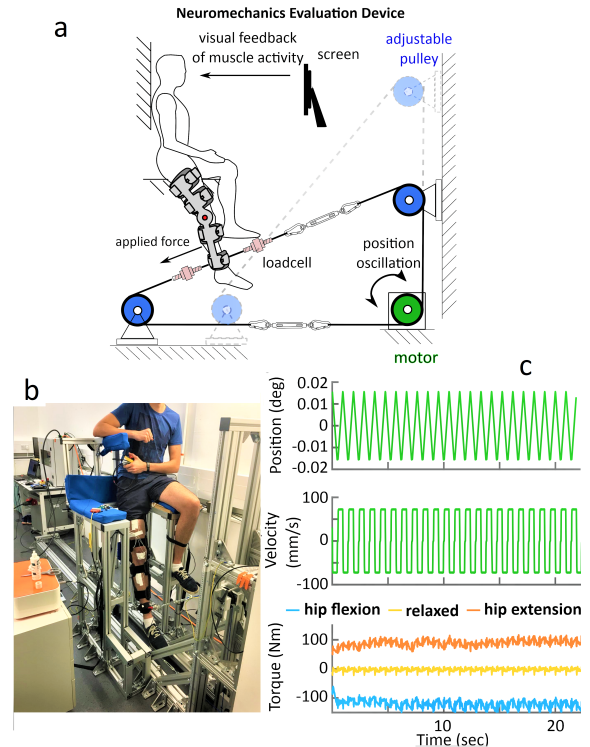 Neuromechanics Evaluation Device
a
visual feedback
of muscle activity
screen
adjustable
pulley
applied force
loadcell
position
oscillation
motor
b
c
Position (deg)
0.02
0.01
0
-0.01
-0.02
Velocity
(mm/s)
100
0
-100
hip flexion
relaxed
hip extension
Torque (Nm)
100
0
-100
10
20
Time (sec)